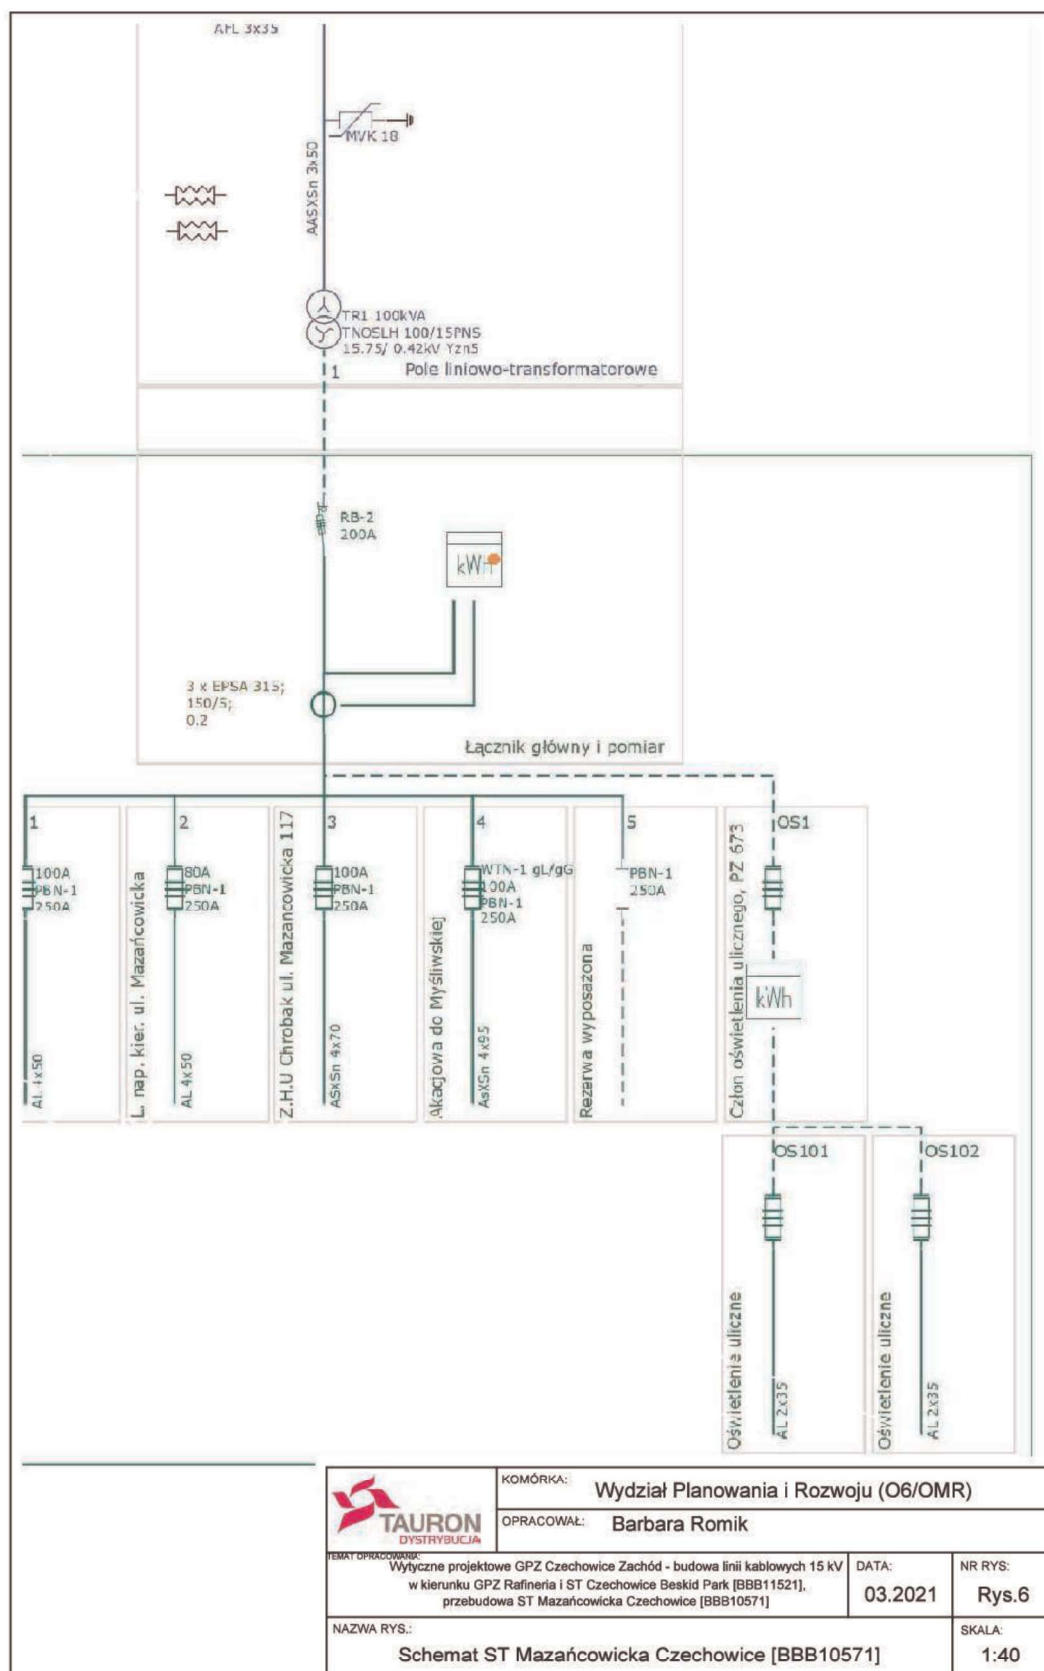 AFL 3x35
MVK 18
AASXSn 3x50
TR1 100kVA
TNOSLH 100/15PNS
15.75/ 0.42kV Yzn5
1
Pole liniowo-transformatorowe
RB-2
200A
kWh
3 x EPSA 315;
150/5;
0.2
Łącznik główny i pomiar
1
100A
PBN-1
250A
AL 4x50
2
80A
PBN-1
250A
L. nap. kier. ul. Mazańcowicka
AL 4x50
3
100A
PBN-1
250A
Z.H.U Chrobak ul. Mazancowicka 117
ASxSn 4x70
4
WTN-1 gL/gG
100A
PBN-1
250A
Akacjowa do Myśliwskiej
AsXSn 4x95
5
PBN-1
250A
Rezerwa wyposażona
OS1
Człon oświetlenia ulicznego, PZ 673
kWh
OS101
Oświetlenie uliczne
AL 2x35
OS102
Oświetlenie uliczne
AL 2x35
TAURON
DYSTRYBUCJA
KOMÓRKA: Wydział Planowania i Rozwoju (O6/OMR)
OPRACOWAŁ: Barbara Romik
TEMAT OPRACOWANIA:
Wytyczne projektowe GPZ Czechowice Zachód - budowa linii kablowych 15 kV
w kierunku GPZ Rafineria i ST Czechowice Beskid Park [BBB11521],
przebudowa ST Mazańcowicka Czechowice [BBB10571]
DATA:
03.2021
NR RYS:
Rys.6
NAZWA RYS.:
Schemat ST Mazańcowicka Czechowice [BBB10571]
SKALA:
1:40